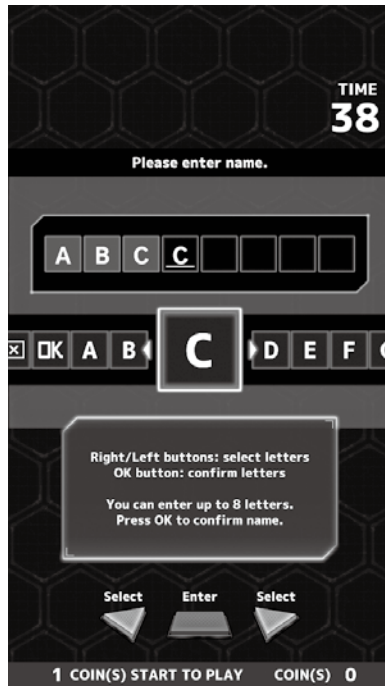 TIME
38
Please enter name.
A B C C
OK A B C D E F
Right/Left buttons: select letters
OK button: confirm letters
You can enter up to 8 letters.
Press OK to confirm name.
Select Enter Select
1 COIN(S) START TO PLAY COIN(S) 0